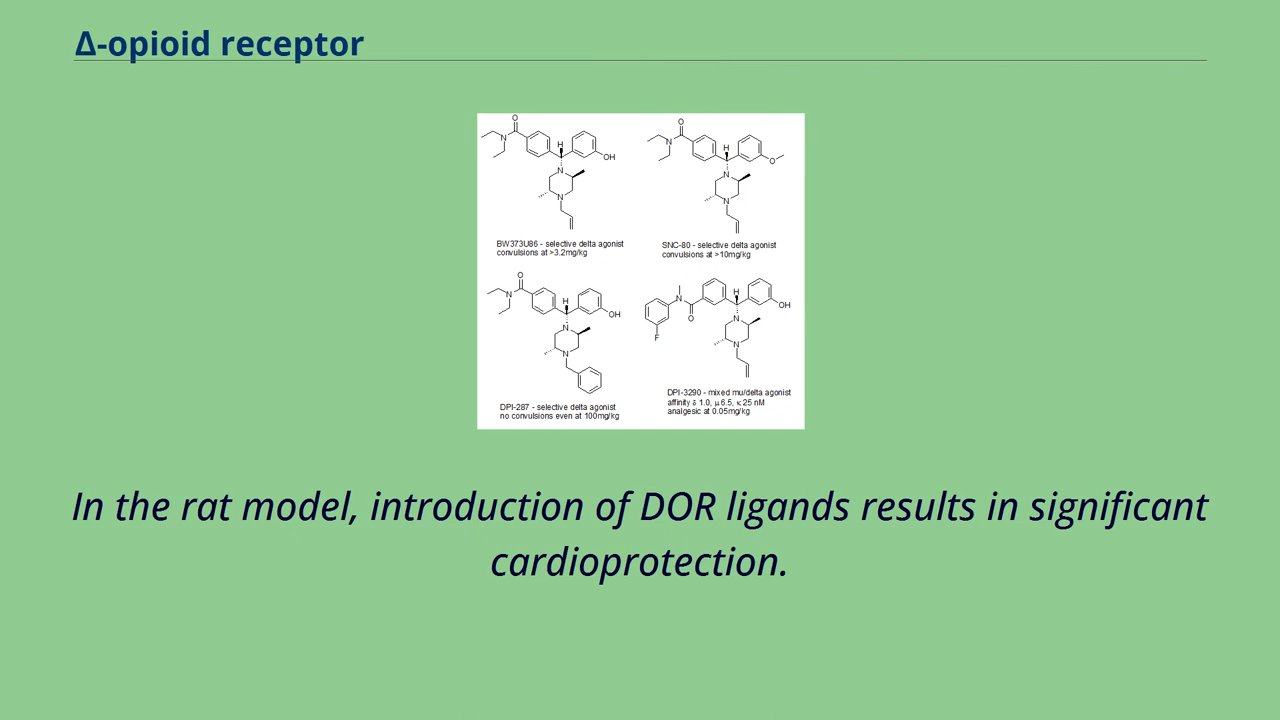 Δ-opioid receptor
BW373U86 - selective delta agonist
convulsions at >3.2mg/kg
SNC-80 - selective delta agonist
convulsions at >10mg/kg
DPI-287 - selective delta agonist
no convulsions even at 100mg/kg
DPI-3290 - mixed mu/delta agonist
affinity δ 1.0, μ 6.5, κ 25 nM
analgesic at 0.05mg/kg
In the rat model, introduction of DOR ligands results in significant
cardioprotection.